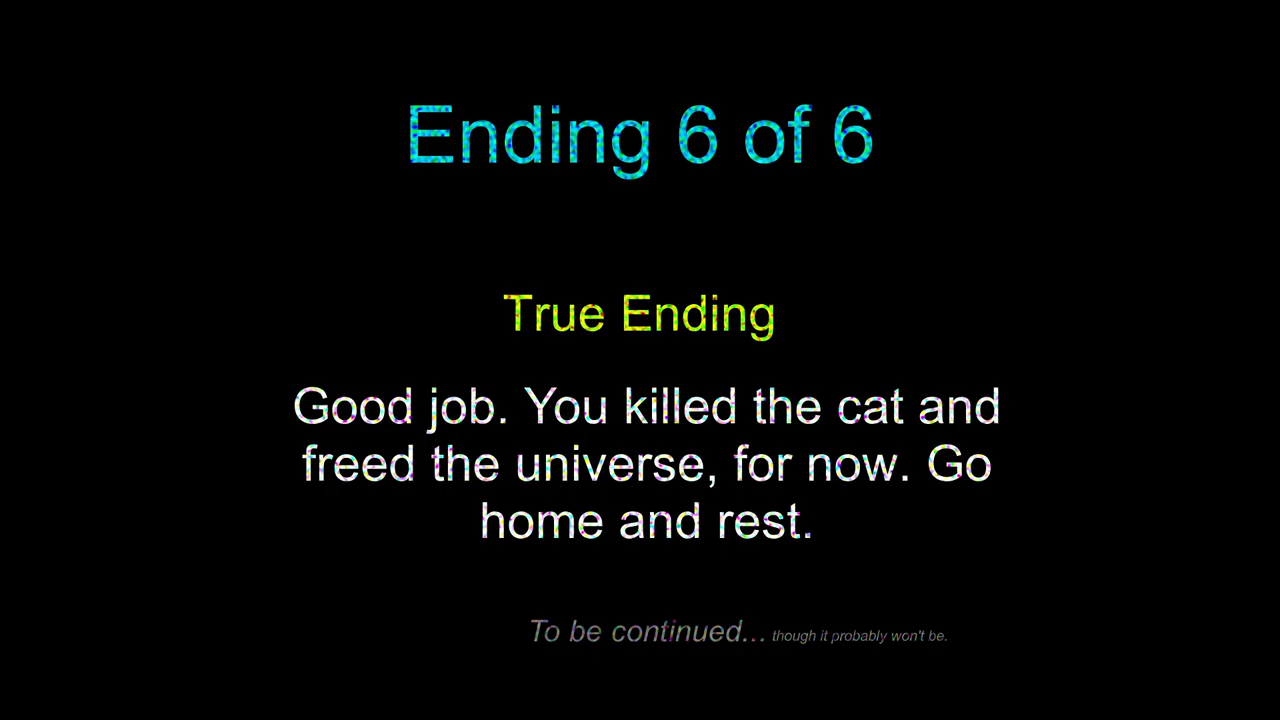 Ending 6 of 6
True Ending
Good job. You killed the cat and
freed the universe, for now. Go
home and rest.
To be continued... though it probably won't be.